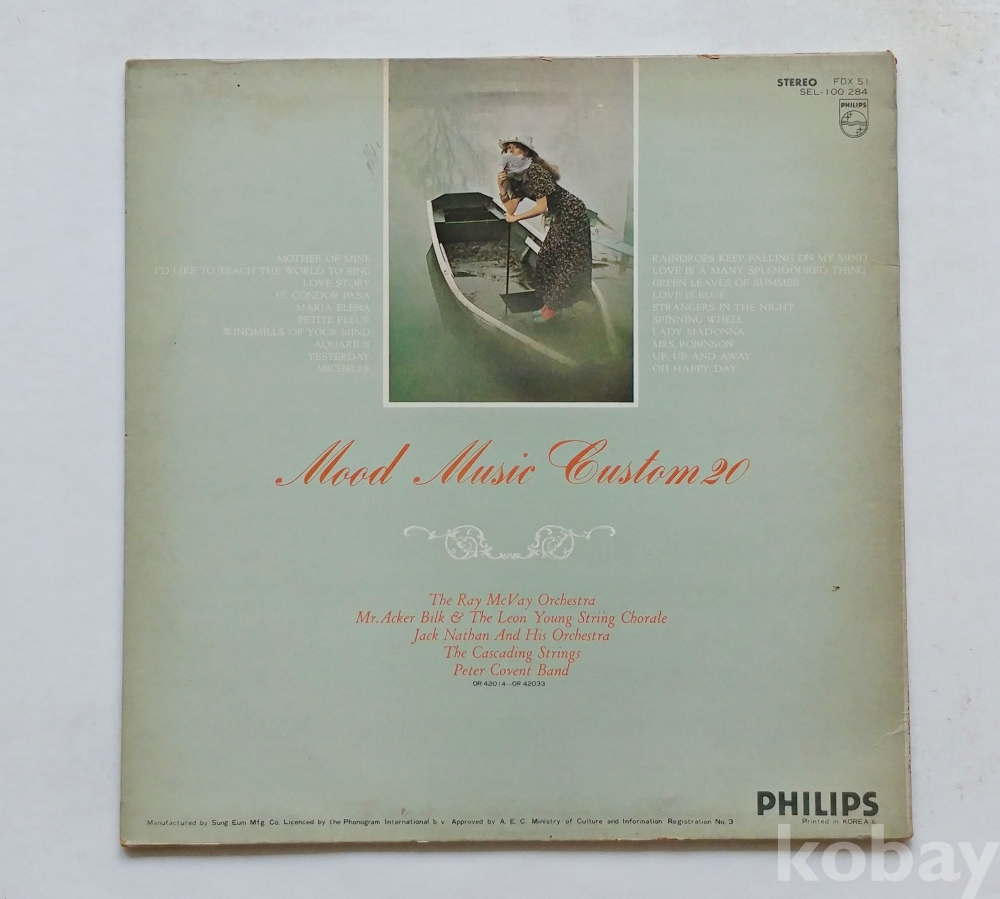 STEREO FDX 51
SEL-100 284
PHILIPS
MOTHER OF MINE
I'D LIKE TO TEACH THE WORLD TO SING
LOVE STORY
EL CONDOR PASA
MARIA ELENA
PETITE FLEUR
WINDMILLS OF YOUR MIND
AQUARIUS
YESTERDAY
MICHELLE
RAINDROPS KEEP FALLING ON MY MIND
LOVE IS A MANY SPLENDOURED THING
GREEN LEAVES OF SUMMER
LOVE IS BLUE
STRANGERS IN THE NIGHT
SPINNING WHEEL
LADY MADONNA
MRS. ROBINSON
UP, UP AND AWAY
OH HAPPY DAY
Mood Music Custom 20
The Ray McVay Orchestra
Mr. Acker Bilk & The Leon Young String Chorale
Jack Nathan And His Orchestra
The Cascading Strings
Peter Covent Band
OR 42014—OR 42033
PHILIPS
Manufactured by Sung Eum Mfg. Co. Licenced by the Phonogram International b. v. Approved by A. E. C. Ministry of Culture and Information Registration No. 3
Printed in KOREA
kobay